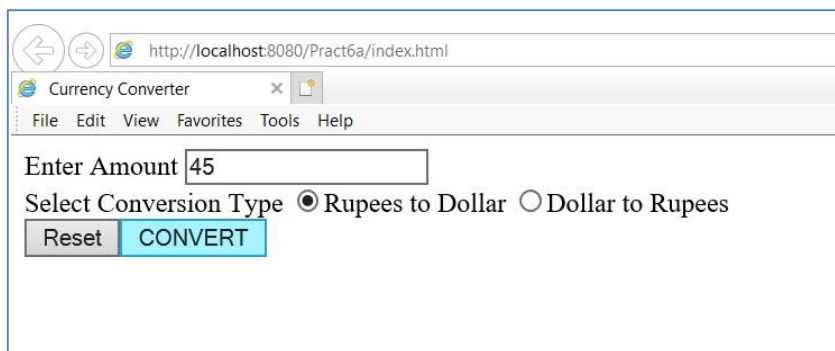 http://localhost:8080/Pract6a/index.html
Currency Converter
File Edit View Favorites Tools Help
Enter Amount 45
Select Conversion Type Rupees to Dollar Dollar to Rupees
Reset CONVERT